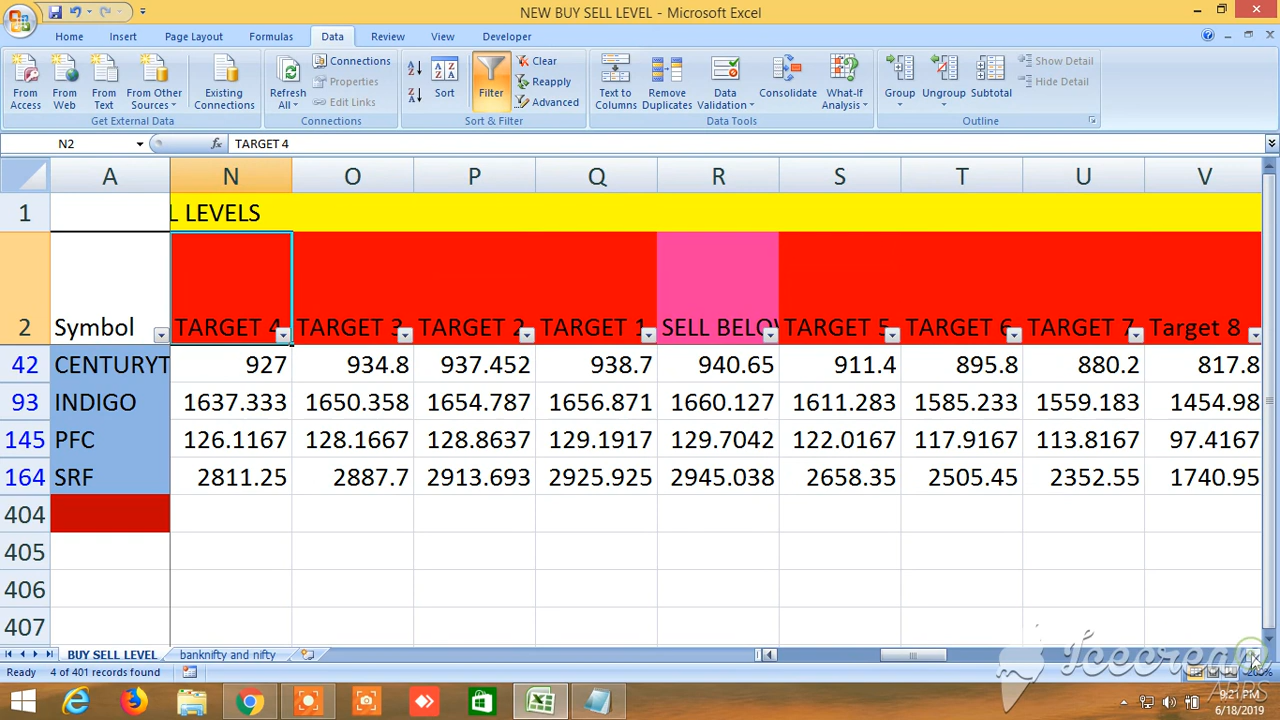 NEW BUY SELL LEVEL - Microsoft Excel
Home Insert Page Layout Formulas Data Review View Developer
From Access
From Web
From Text
From Other Sources
Existing Connections
Get External Data
Refresh All
Connections
Properties
Edit Links
Connections
Sort
Filter
Clear
Reapply
Advanced
Sort & Filter
Text to Columns
Remove Duplicates
Data Validation
Consolidate
What-If Analysis
Data Tools
Group
Ungroup
Subtotal
Show Detail
Hide Detail
Outline
N2 fx TARGET 4
A N O P Q R S T U V
1 L LEVELS
2 Symbol TARGET 4 TARGET 3 TARGET 2 TARGET 1 SELL BELOW TARGET 5 TARGET 6 TARGET 7 Target 8
42 CENTURYT 927 934.8 937.452 938.7 940.65 911.4 895.8 880.2 817.8
93 INDIGO 1637.333 1650.358 1654.787 1656.871 1660.127 1611.283 1585.233 1559.183 1454.98
145 PFC 126.1167 128.1667 128.8637 129.1917 129.7042 122.0167 117.9167 113.8167 97.4167
164 SRF 2811.25 2887.7 2913.693 2925.925 2945.038 2658.35 2505.45 2352.55 1740.95
404
405
406
407
BUY SELL LEVEL banknifty and nifty
Ready 4 of 401 records found
Icecream
APPS
9:21 PM
6/18/2019